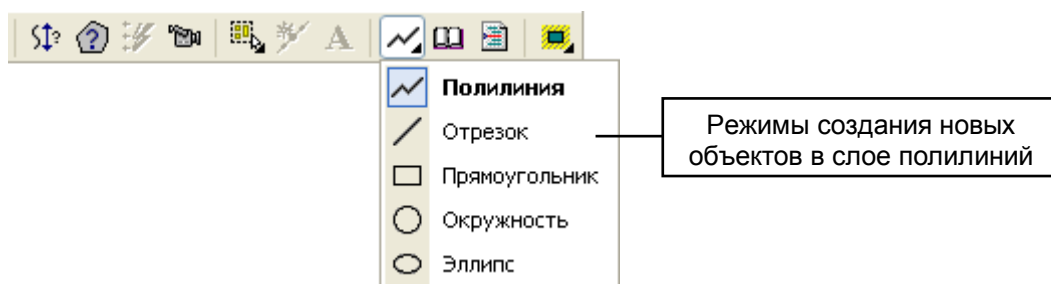 A
Полилиния
Отрезок
Прямоугольник
Окружность
Эллипс
Режимы создания новых
объектов в слое полилиний